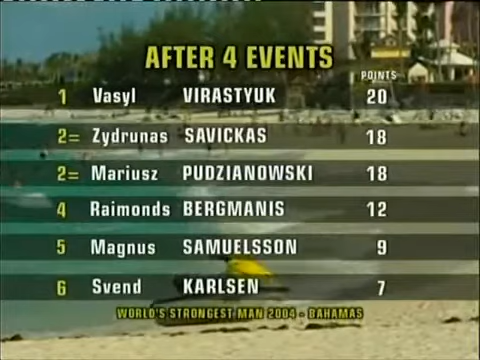 AFTER 4 EVENTS
POINTS
1 Vasyl VIRASTYUK 20
2= Zydrunas SAVICKAS 18
2= Mariusz PUDZIANOWSKI 18
4 Raimonds BERGMANIS 12
5 Magnus SAMUELSSON 9
6 Svend KARLSEN 7
WORLD'S STRONGEST MAN 2004 - BAHAMAS